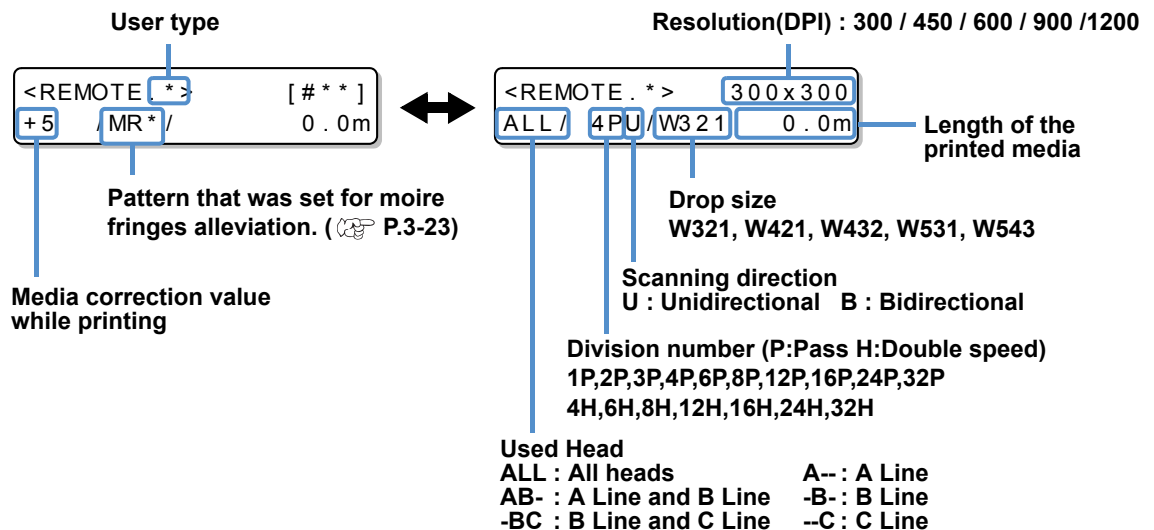 User type
Resolution(DPI) : 300 / 450 / 600 / 900 /1200
<REMOTE.*> [#**]
+5 /MR*/ 0.0m
<REMOTE.*> 300x300
ALL/ 4PU/W321 0.0m
Length of the
printed media
Pattern that was set for moire
fringes alleviation. ( P.3-23)
Drop size
W321, W421, W432, W531, W543
Media correction value
while printing
Scanning direction
U : Unidirectional B : Bidirectional
Division number (P:Pass H:Double speed)
1P,2P,3P,4P,6P,8P,12P,16P,24P,32P
4H,6H,8H,12H,16H,24H,32H
Used Head
ALL : All heads A-- : A Line
AB- : A Line and B Line -B- : B Line
-BC : B Line and C Line --C : C Line